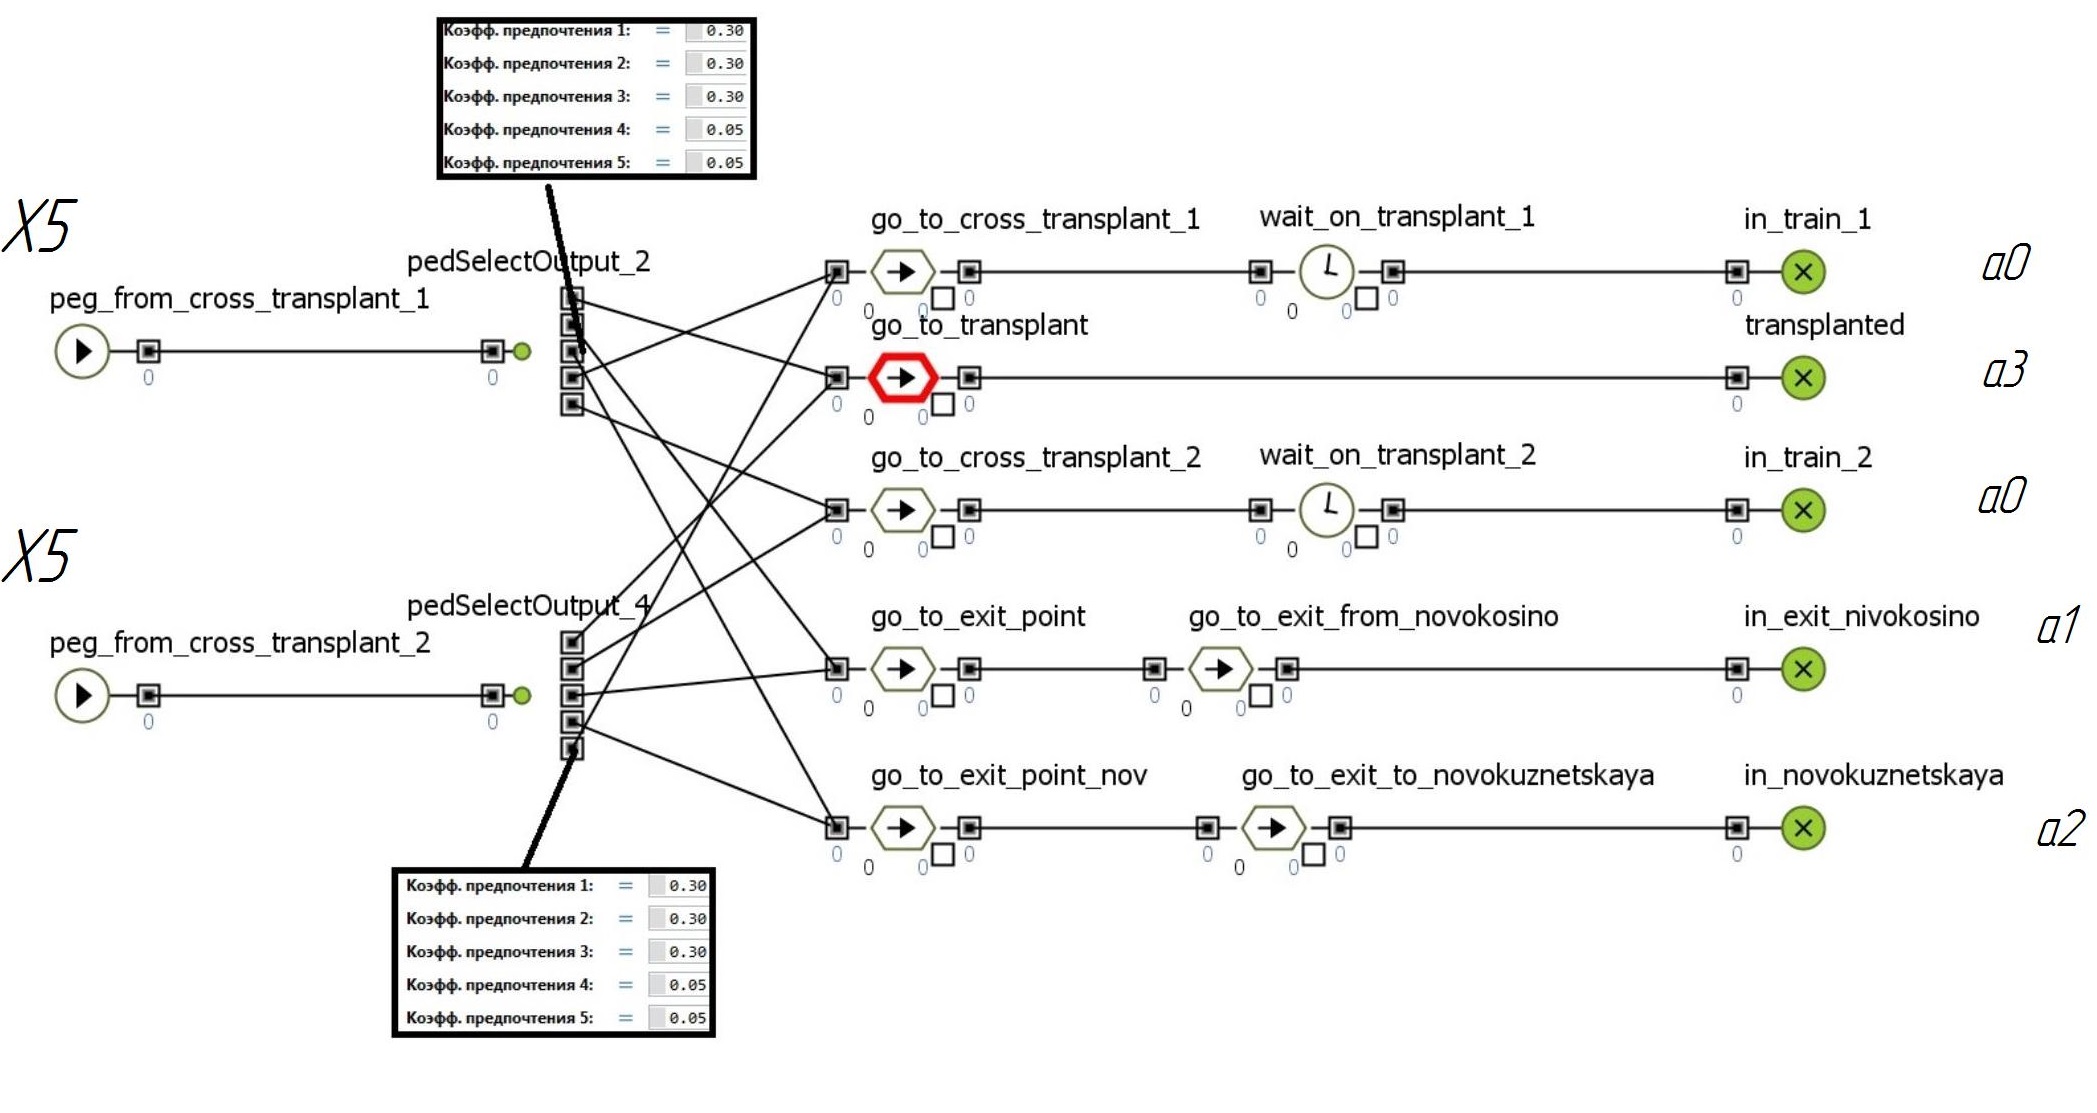 Коэфф. предпочтения 1: = 0.30
Коэфф. предпочтения 2: = 0.30
Коэфф. предпочтения 3: = 0.30
Коэфф. предпочтения 4: = 0.05
Коэфф. предпочтения 5: = 0.05
X5
pedSelectOutput_2
peg_from_cross_transplant_1
0 0
go_to_cross_transplant_1 wait_on_transplant_1 in_train_1 a0
0 0 0 0 0 0 0 0 0
go_to_transplant transplanted a3
0 0 0 0 0
go_to_cross_transplant_2 wait_on_transplant_2 in_train_2 a0
0 0 0 0 0 0 0 0 0
X5
pedSelectOutput_4
peg_from_cross_transplant_2
0 0
go_to_exit_point go_to_exit_from_novokosino in_exit_nivokosino a1
0 0 0 0 0 0 0 0 0
go_to_exit_point_nov go_to_exit_to_novokuznetskaya in_novokuznetskaya a2
0 0 0 0 0 0 0 0 0
Коэфф. предпочтения 1: = 0.30
Коэфф. предпочтения 2: = 0.30
Коэфф. предпочтения 3: = 0.30
Коэфф. предпочтения 4: = 0.05
Коэфф. предпочтения 5: = 0.05